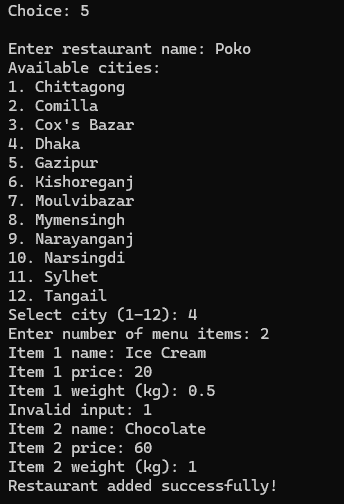 Choice: 5
Enter restaurant name: Poko
Available cities:
1. Chittagong
2. Comilla
3. Cox's Bazar
4. Dhaka
5. Gazipur
6. Kishoreganj
7. Moulvibazar
8. Mymensingh
9. Narayanganj
10. Narsingdi
11. Sylhet
12. Tangail
Select city (1-12): 4
Enter number of menu items: 2
Item 1 name: Ice Cream
Item 1 price: 20
Item 1 weight (kg): 0.5
Invalid input: 1
Item 2 name: Chocolate
Item 2 price: 60
Item 2 weight (kg): 1
Restaurant added successfully!